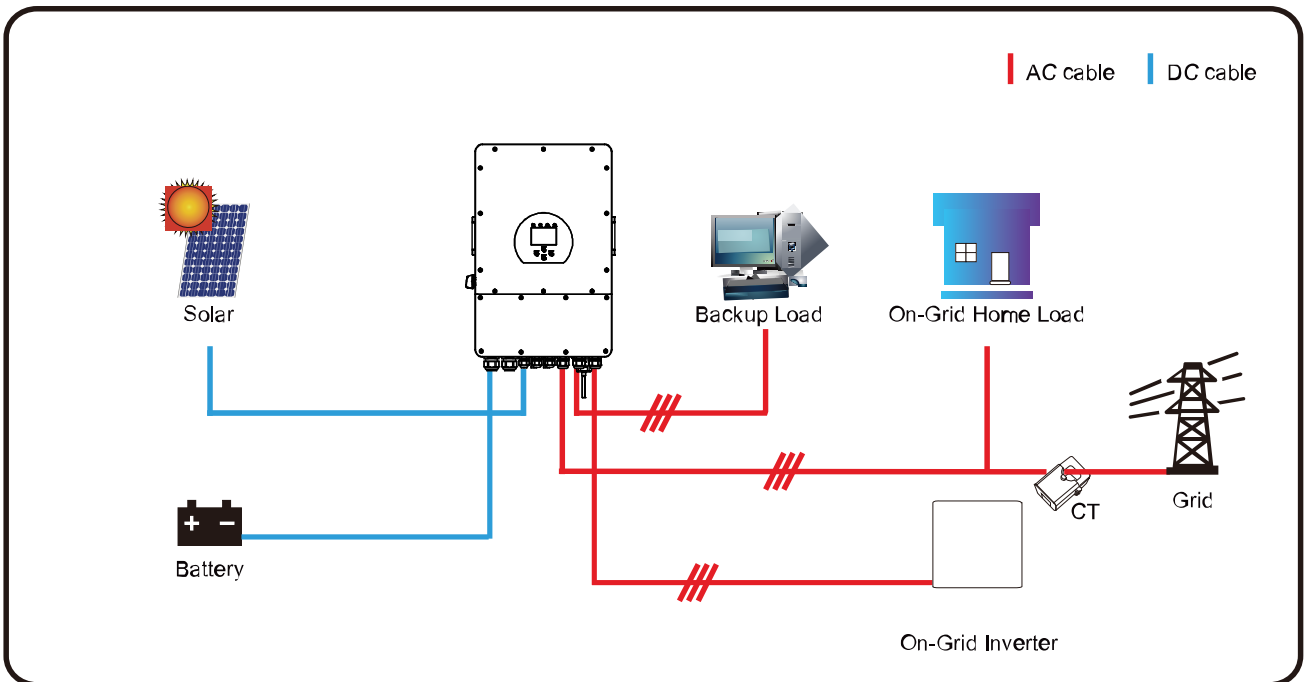 AC cable
DC cable
Solar
Backup Load
On-Grid Home Load
Grid
CT
Battery
On-Grid Inverter